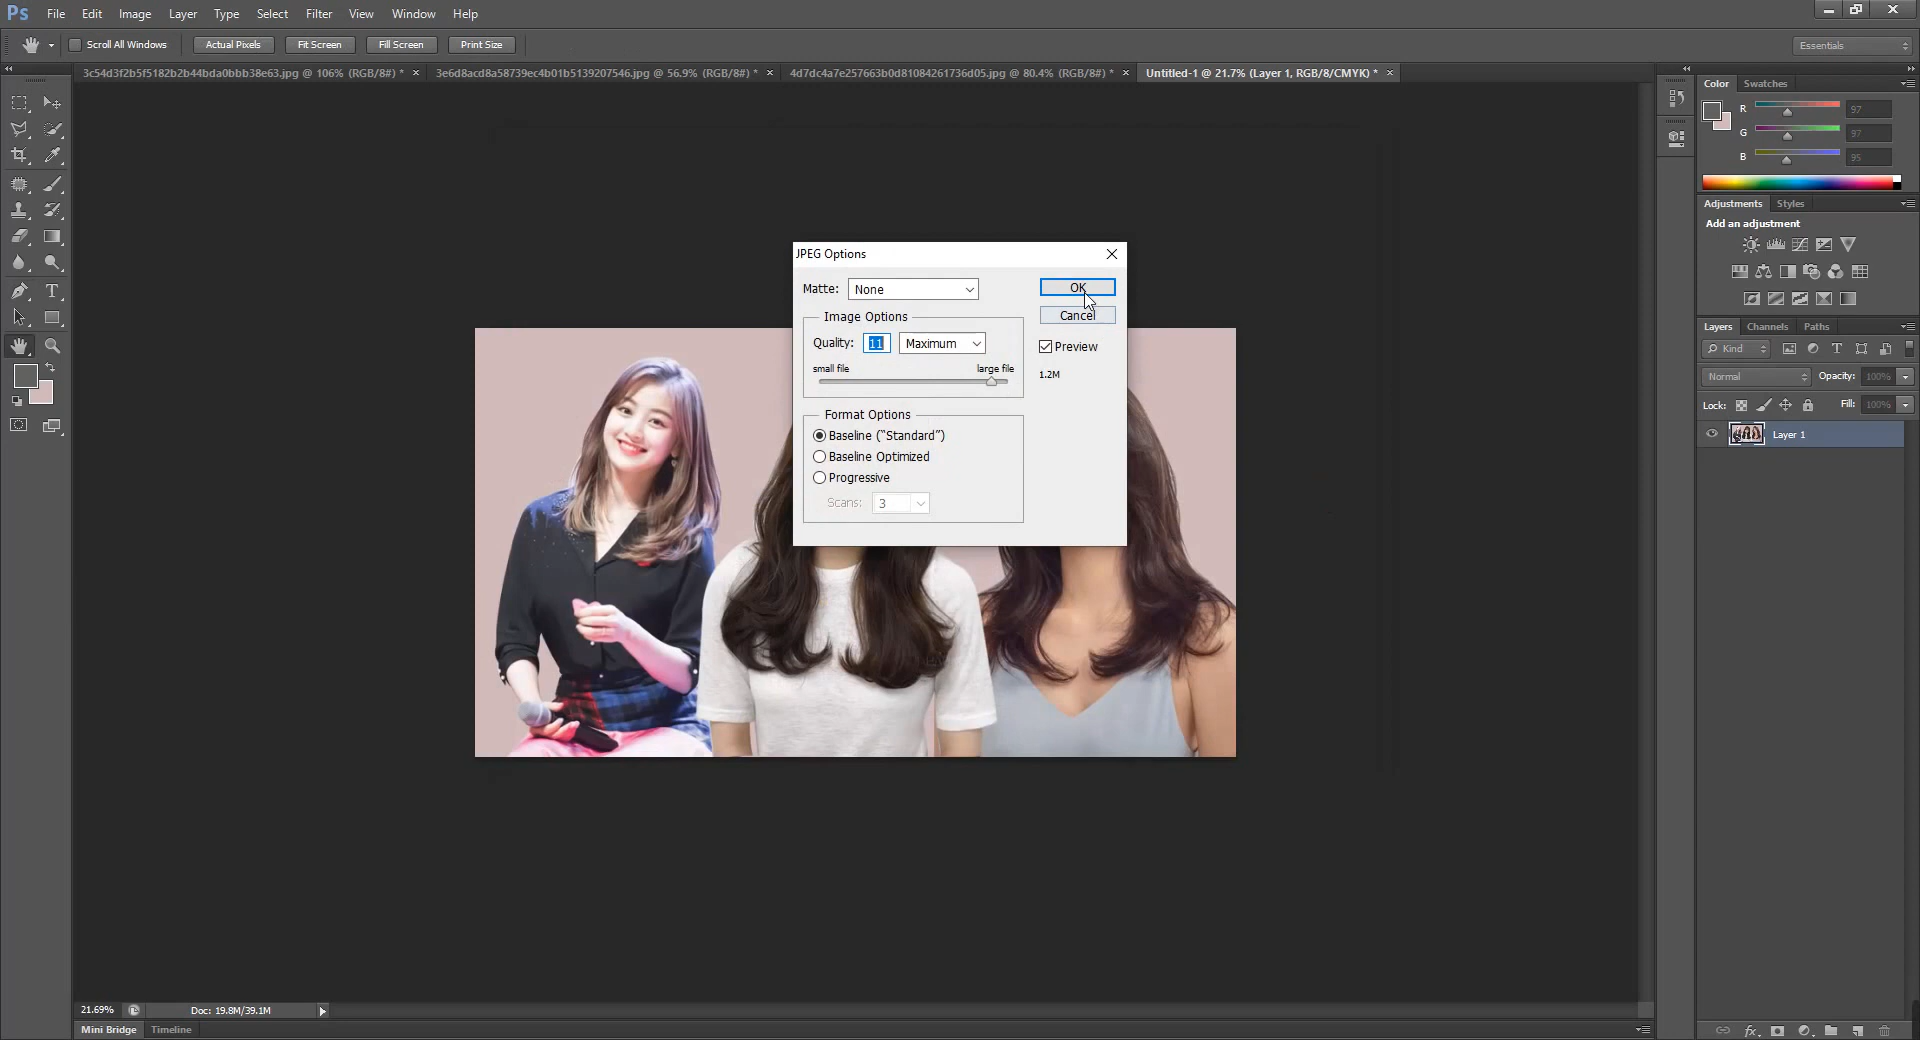 Ps File Edit Image Layer Type Select Filter View Window Help
Scroll All Windows Actual Pixels Fit Screen Fill Screen Print Size Essentials
3c54d3f2b5f5182b2b44bda0bbb38e63.jpg @ 106% (RGB/8#) * × 3e6d8acd8a58739ec4b01b5139207546.jpg @ 56.9% (RGB/8#) * × 4d7dc4a7e257663b0d81084261736d05.jpg @ 80.4% (RGB/8#) * × Untitled-1 @ 21.7% (Layer 1, RGB/8/CMYK) * ×
Color Swatches
R 97
G 97
B 95
Adjustments Styles
Add an adjustment
Layers Channels Paths
Kind
Normal Opacity: 100%
Lock: Fill: 100%
Layer 1
JPEG Options
Matte: None OK
Cancel
Image Options
Quality: 11 Maximum
Preview
small file large file
1.2M
Format Options
Baseline ("Standard")
Baseline Optimized
Progressive
Scans: 3
21.69% Doc: 19.8M/39.1M
Mini Bridge Timeline